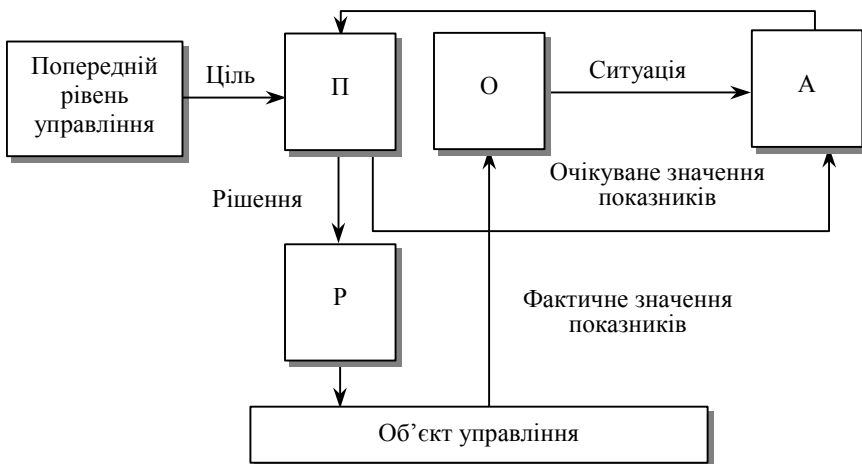 Попередній
рівень
управління
Ціль
П
О
Ситуація
А
Очікуване значення
показників
Рішення
Р
Фактичне значення
показників
Об’єкт управління